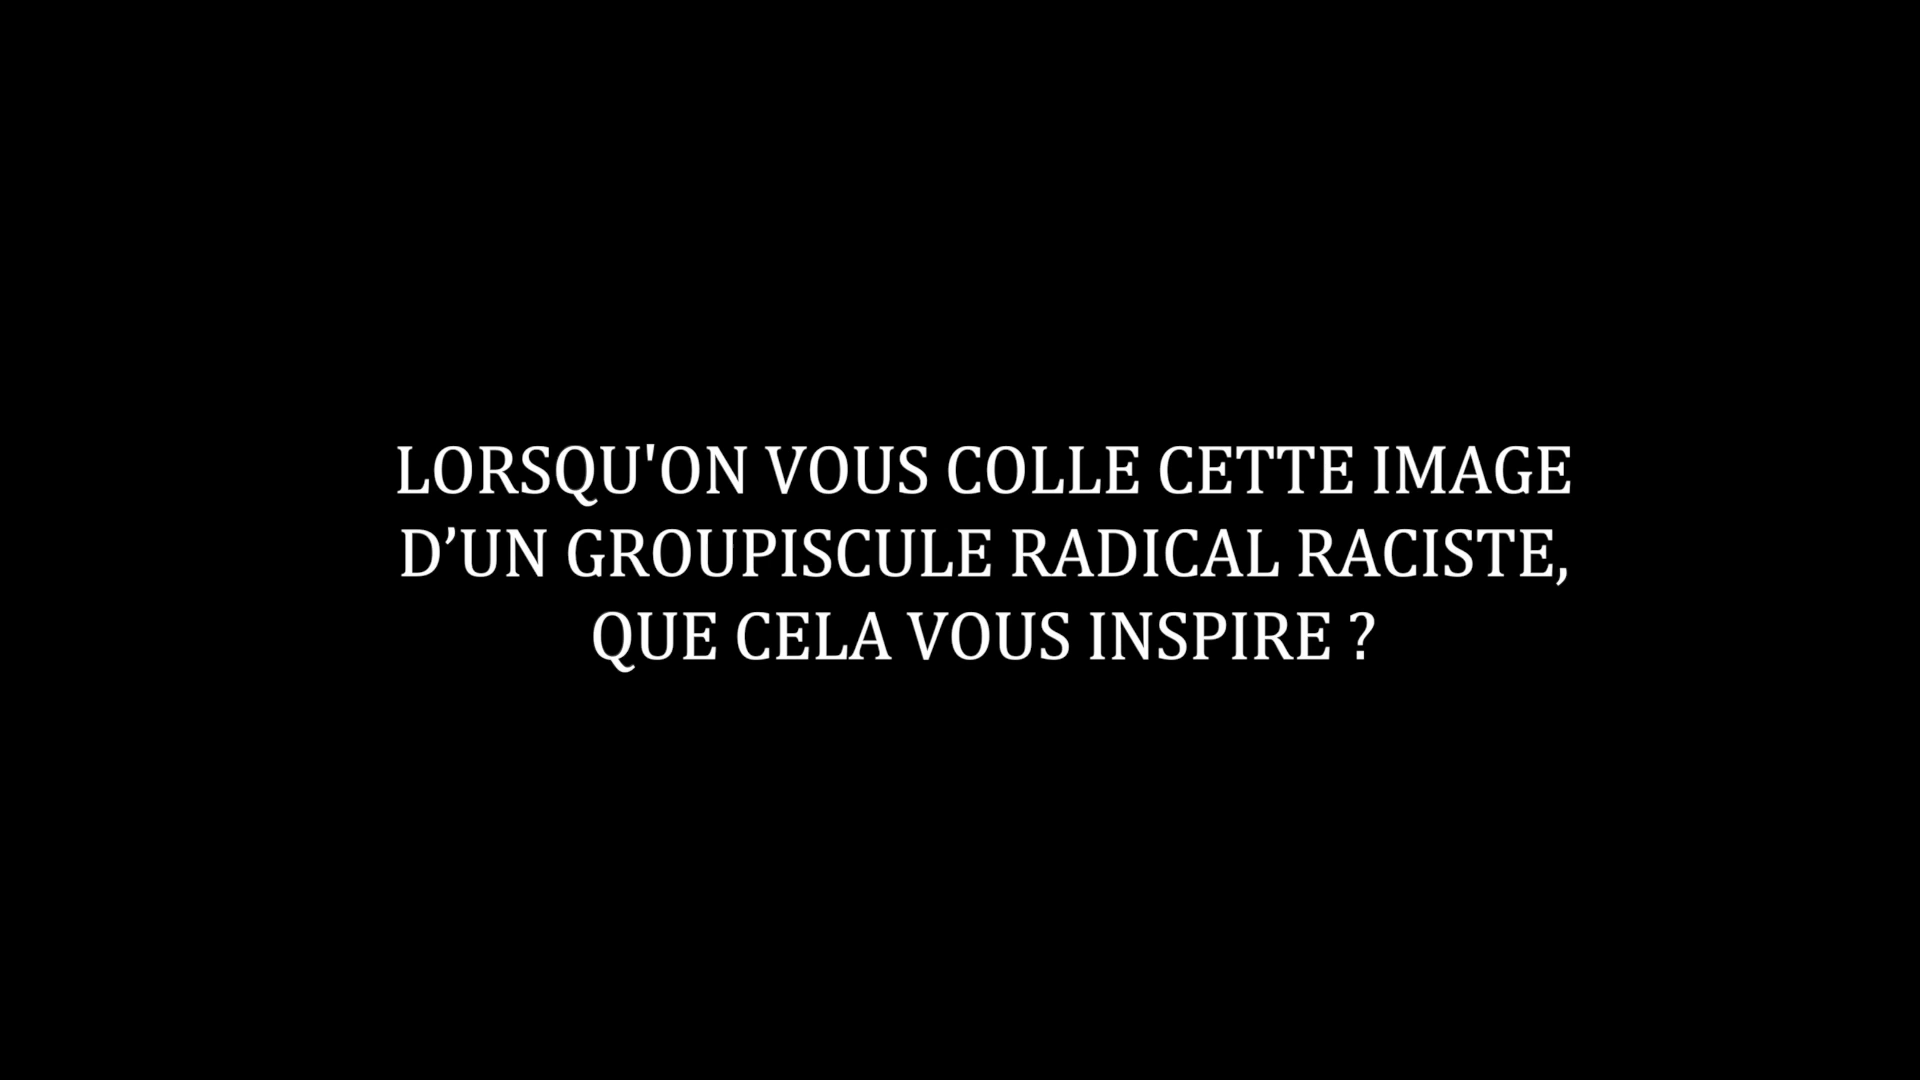 LORSQU'ON VOUS COLLE CETTE IMAGE
D’UN GROUPISCULE RADICAL RACISTE,
QUE CELA VOUS INSPIRE ?